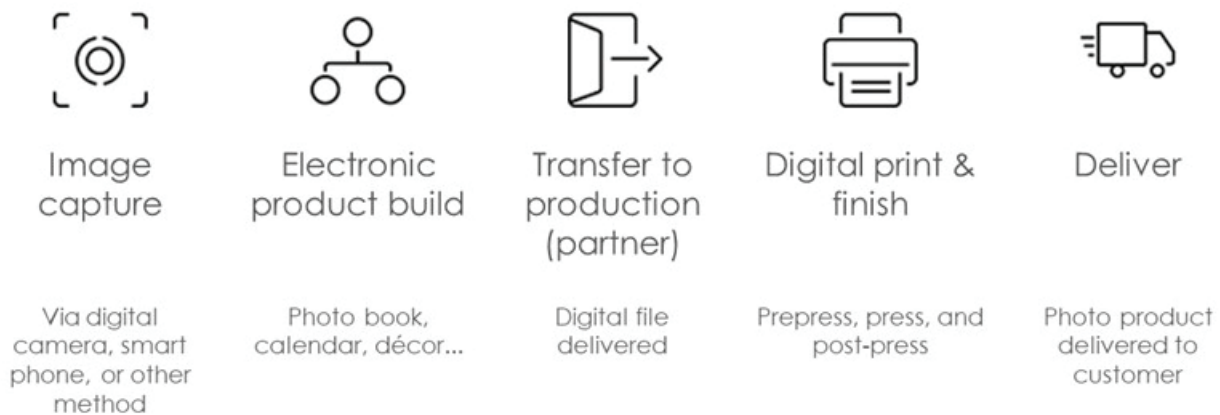 Image
capture
Electronic
product build
Transfer to
production
(partner)
Digital print &
finish
Deliver
Via digital
camera, smart
phone, or other
method
Photo book,
calendar, décor...
Digital file
delivered
Prepress, press, and
post-press
Photo product
delivered to
customer